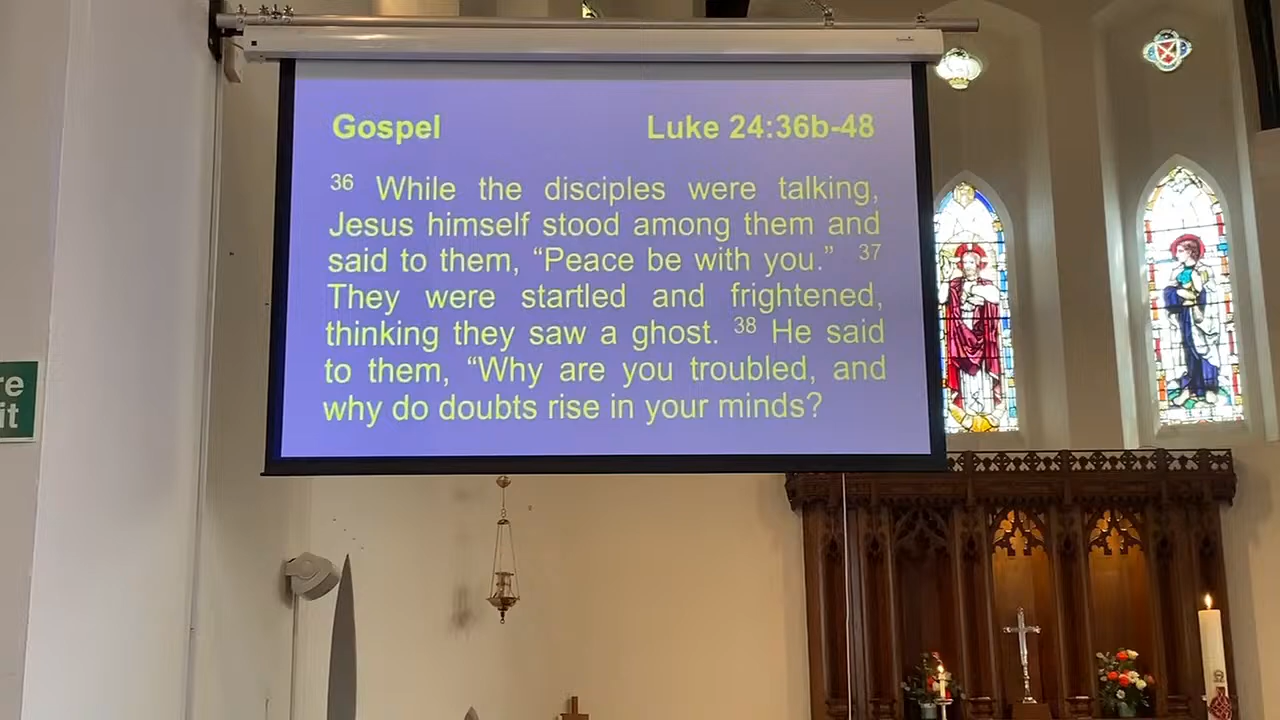 Gospel Luke 24:36b-48
36 While the disciples were talking,
Jesus himself stood among them and
said to them, “Peace be with you.” 37
They were startled and frightened,
thinking they saw a ghost. 38 He said
to them, “Why are you troubled, and
why do doubts rise in your minds?
re
it